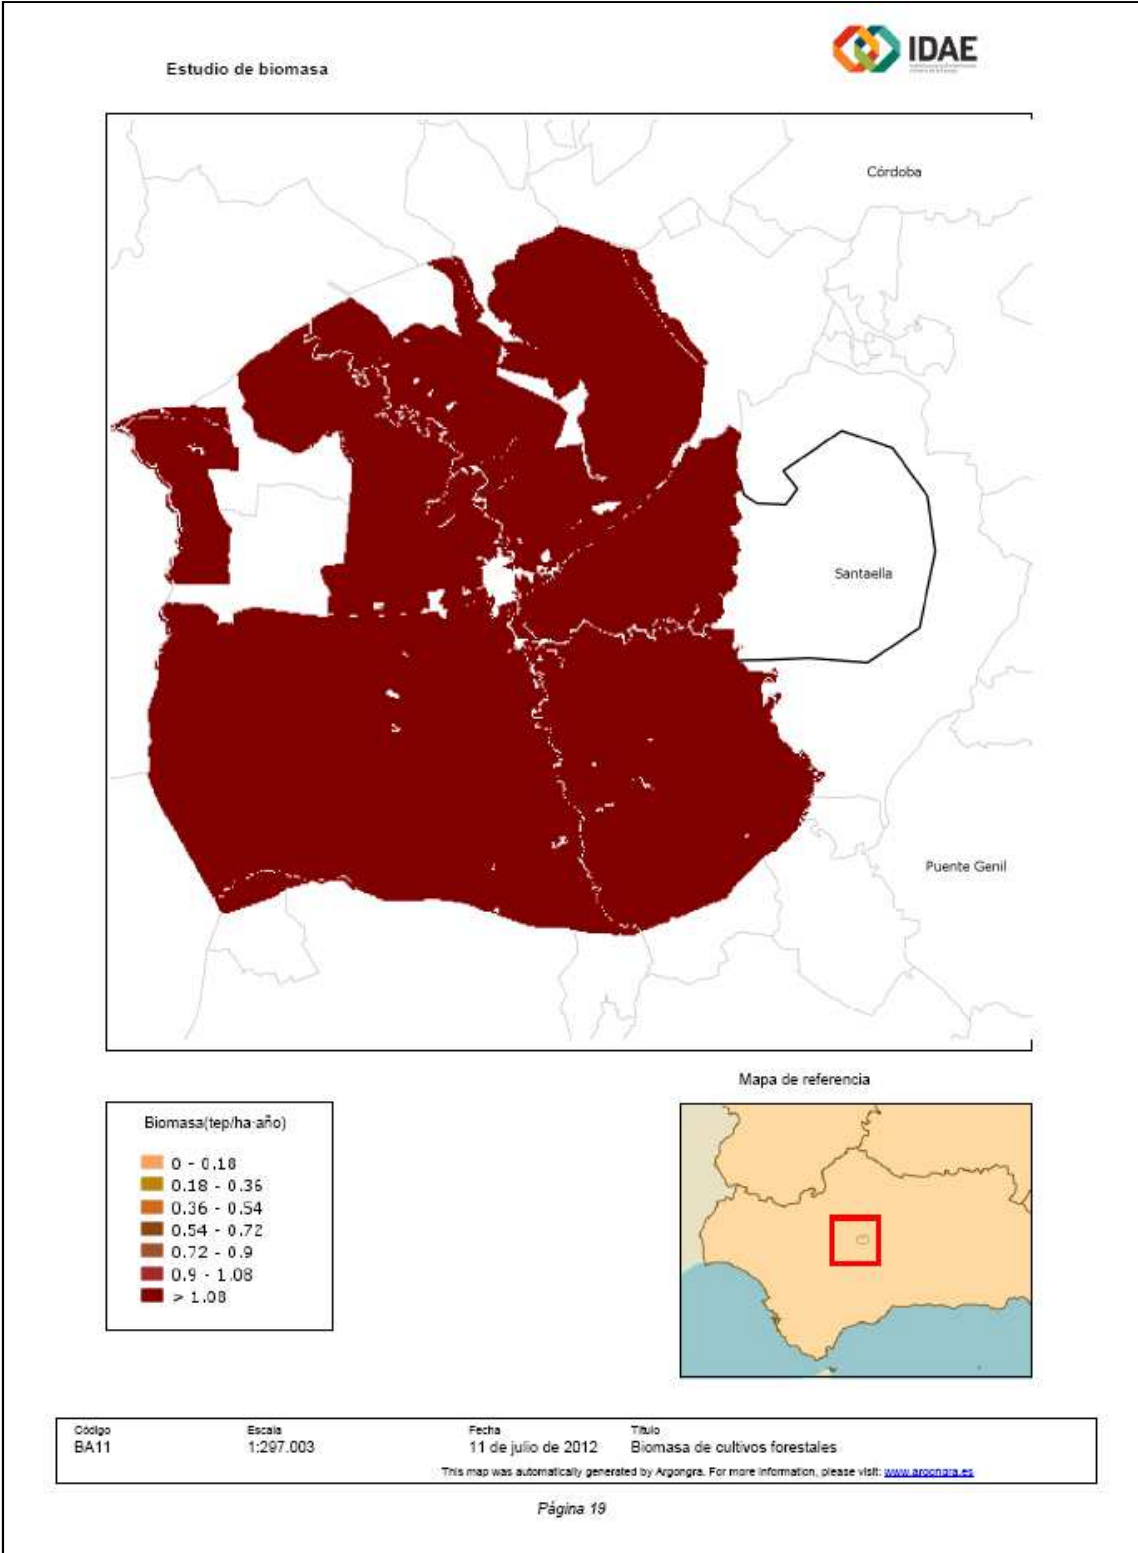 Estudio de biomasa
IDAE
Córdoba
Santaella
Puente Genil
Mapa de referencia
Biomasa(tep/ha·año)
0 - 0.18
0.18 - 0.36
0.36 - 0.54
0.54 - 0.72
0.72 - 0.9
0.9 - 1.08
> 1.08
Código Escala Fecha Título
BA11 1:297.003 11 de julio de 2012 Biomasa de cultivos forestales
This map was automatically generated by Argongra. For more information, please visit: www.argongra.es
Página 19